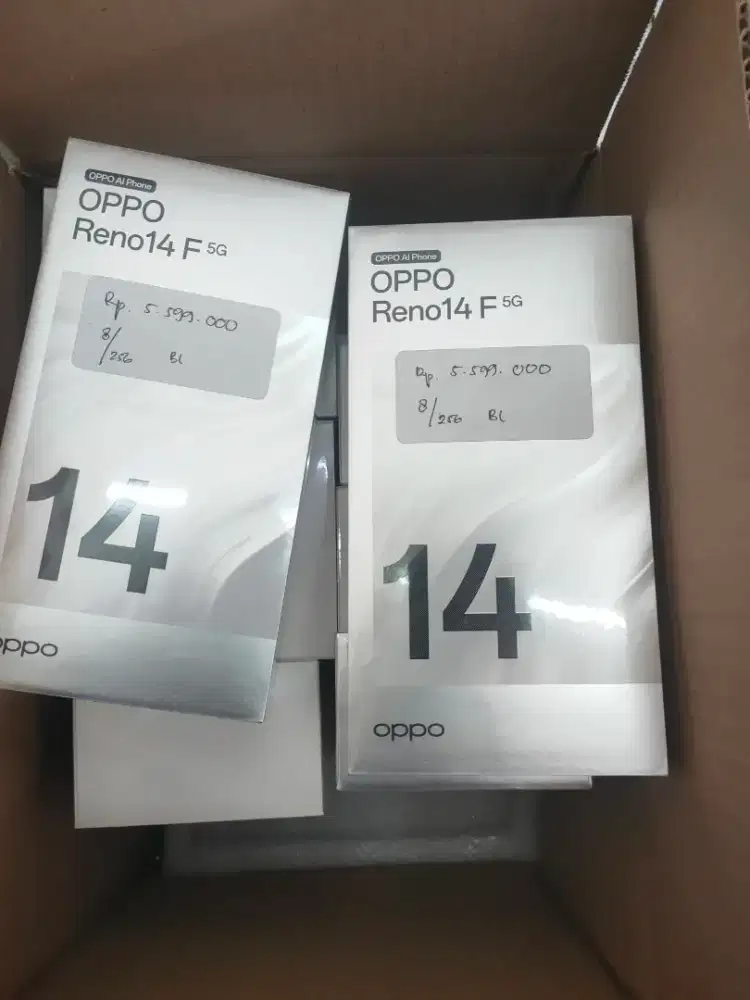 OPPO AI Phone
OPPO
Reno14 F 5G
Rp. 5.599.000
8/
/256 BL
14
oppo
OPPO AI Phone
OPPO
Reno14 F 5G
Rp. 5.599.000
8/256 BL
14
oppo